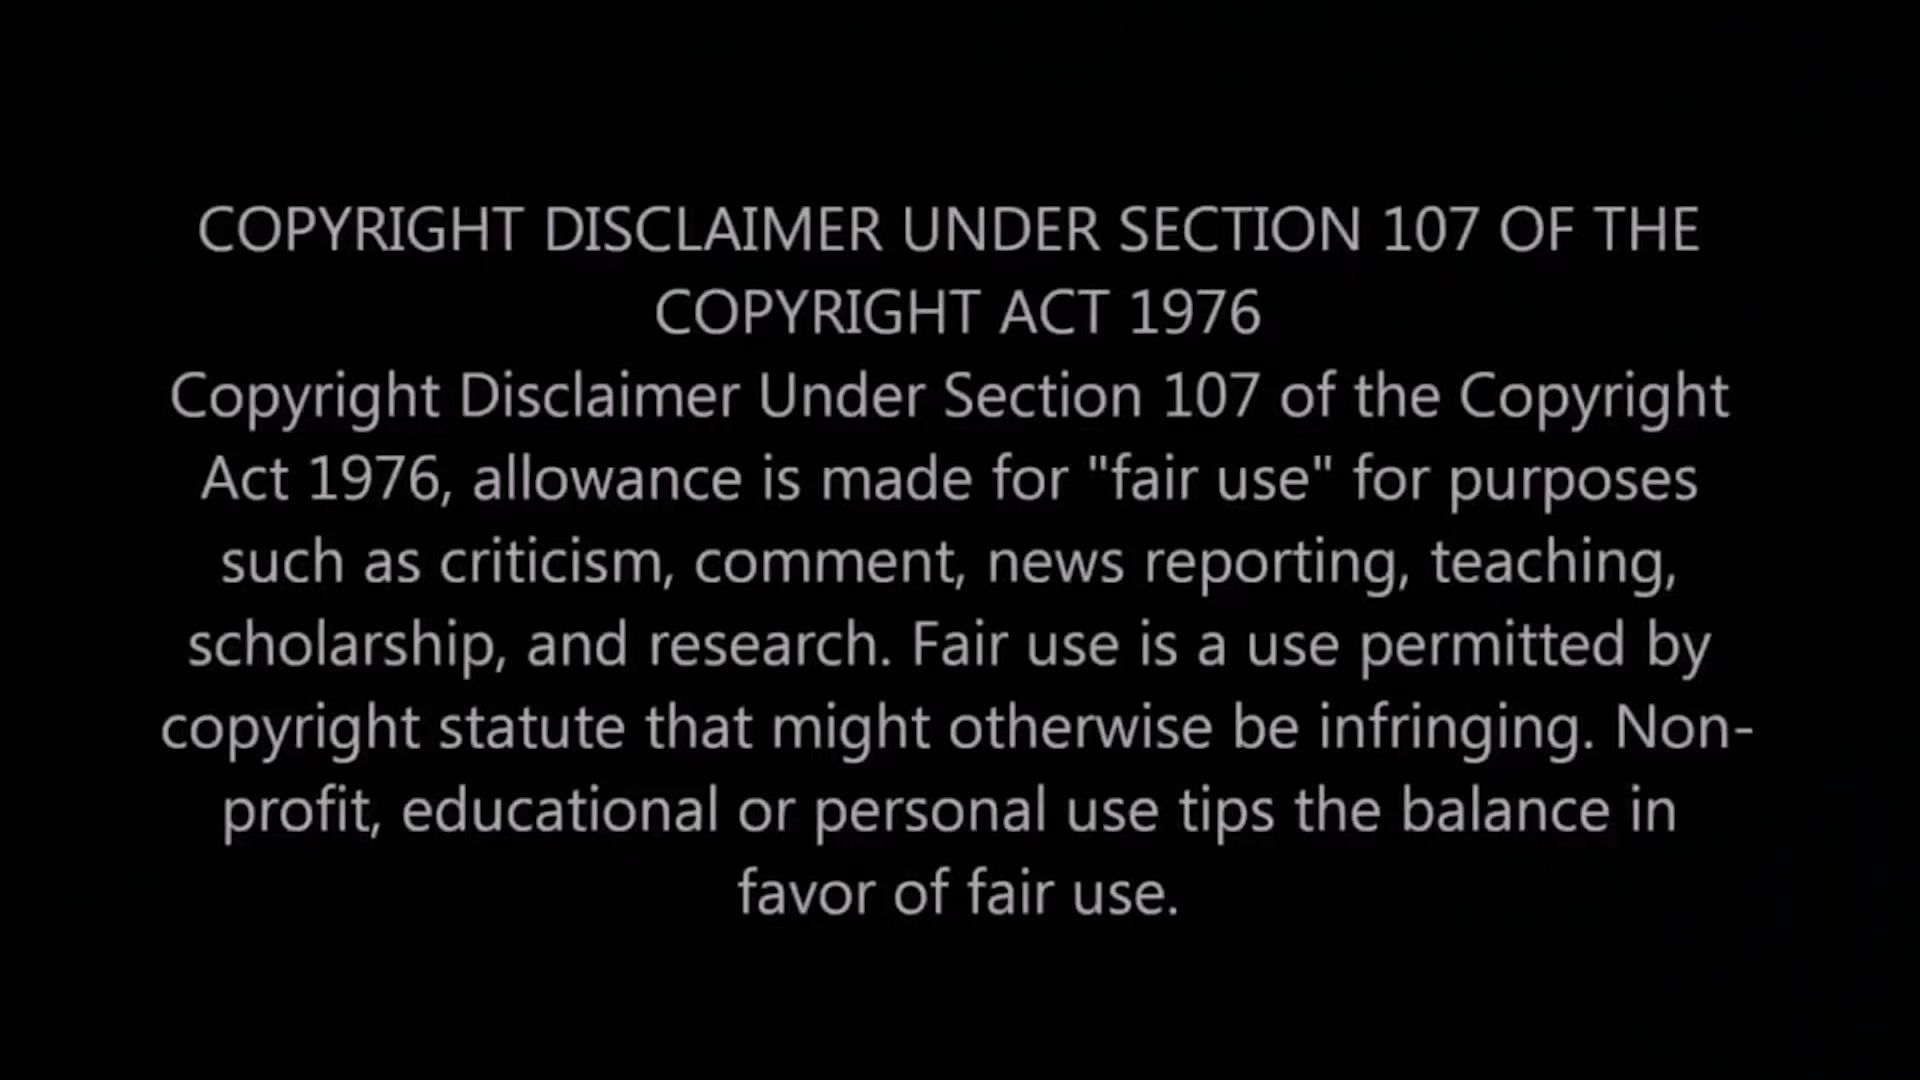 COPYRIGHT DISCLAIMER UNDER SECTION 107 OF THE
COPYRIGHT ACT 1976
Copyright Disclaimer Under Section 107 of the Copyright
Act 1976, allowance is made for "fair use" for purposes
such as criticism, comment, news reporting, teaching,
scholarship, and research. Fair use is a use permitted by
copyright statute that might otherwise be infringing. Non-
profit, educational or personal use tips the balance in
favor of fair use.